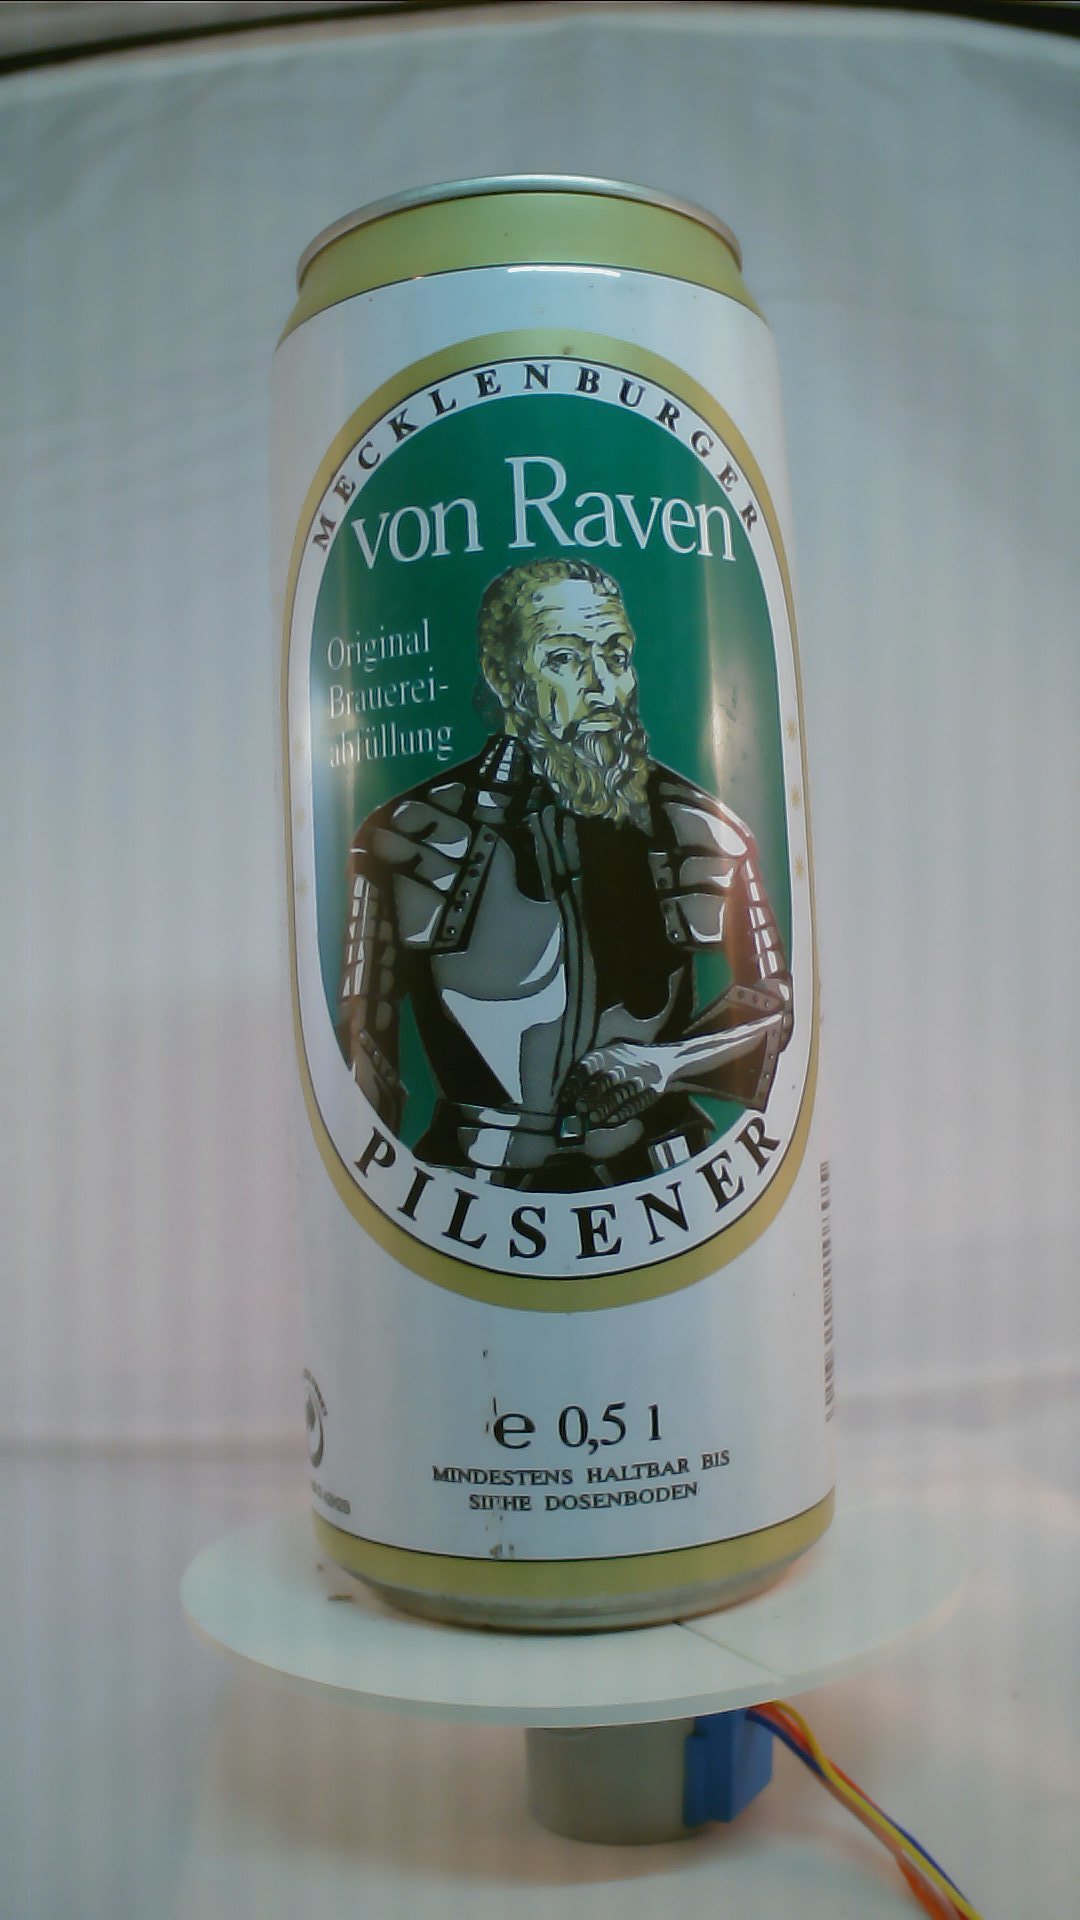 MECKLENBURGER
von Raven
Original
Brauerei-
abfüllung
PILSENER
e 0,5 l
MINDESTENS HALTBAR BIS
SIEHE DOSENBODEN